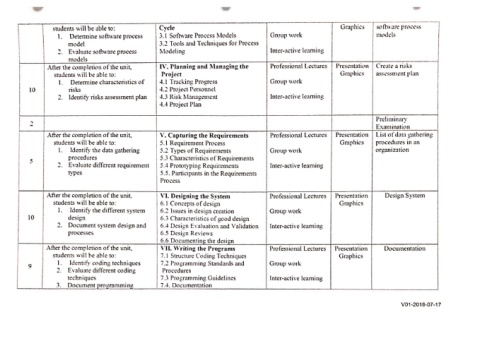 students will be able to:
1. Determine software process
model
2. Evaluate software process
models
Cycle
3.1 Software Process Models
3.2 Tools and Techniques for Process
Modeling
Group work
Inter-active learning
Graphics
software process
models
10
After the completion of the unit,
students will be able to:
1. Determine characteristics of
risks
2. Identify risks assessment plan
IV. Planning and Managing the
Project
4.1 Tracking Progress
4.2 Project Personnel
4.3 Risk Management
4.4 Project Plan
Professional Lectures
Group work
Inter-active learning
Presentation
Graphics
Create a risks
assessment plan
2
Preliminary
Examination
5
After the completion of the unit,
students will be able to:
1. Identify the data gathering
procedures
2. Evaluate different requirement
types
V. Capturing the Requirements
5.1 Requirement Process
5.2 Types of Requirements
5.3 Characteristics of Requirements
5.4 Prototyping Requirements
5.5. Participants in the Requirements
Process
Professional Lectures
Group work
Inter-active learning
Presentation
Graphics
List of data gathering
procedures in an
organization
10
After the completion of the unit,
students will be able to:
1. Identify the different system
design
2. Document system design and
processes
VI. Designing the System
6.1 Concepts of design
6.2 Issues in design creation
6.3 Characteristics of good design
6.4 Design Evaluation and Validation
6.5 Design Reviews
6.6 Documenting the design
Professional Lectures
Group work
Inter-active learning
Presentation
Graphics
Design System
9
After the completion of the unit,
students will be able to:
1. Identify coding techniques
2. Evaluate different coding
techniques
3. Document programming
VII. Writing the Programs
7.1 Structure Coding Techniques
7.2 Programming Standards and
Procedures
7.3 Programming Guidelines
7.4. Documentation
Professional Lectures
Group work
Inter-active learning
Presentation
Graphics
Documentation
V01-2018-07-17